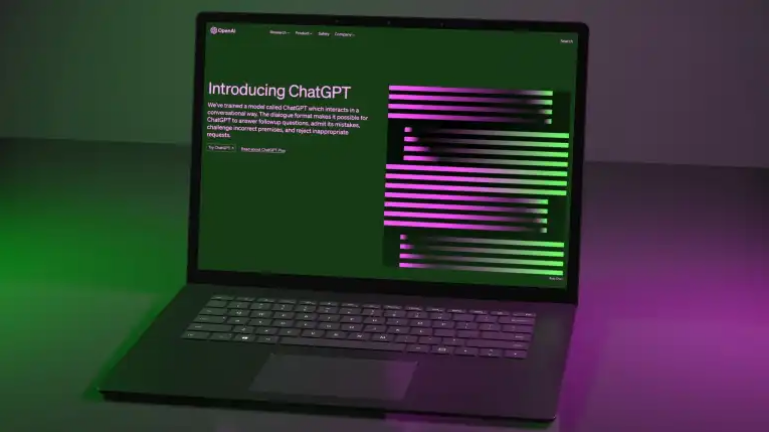 OpenAI
Research Product Safety Company
Search
Introducing ChatGPT
We've trained a model called ChatGPT which interacts in a
conversational way. The dialogue format makes it possible for
ChatGPT to answer followup questions, admit its mistakes,
challenge incorrect premises, and reject inappropriate
requests.
Try ChatGPT ↗ Read about ChatGPT Plus